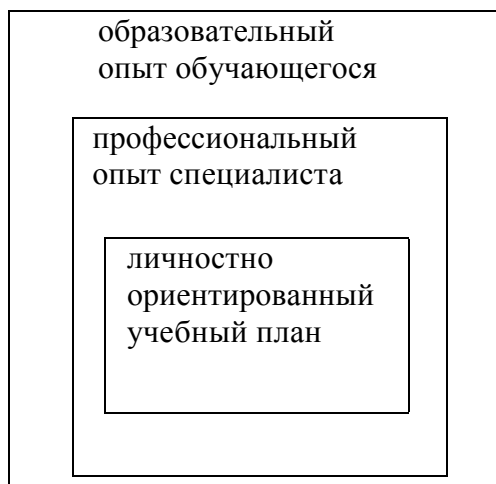 образовательный
опыт обучающегося
профессиональный
опыт специалиста
личностно
ориентированный
учебный план